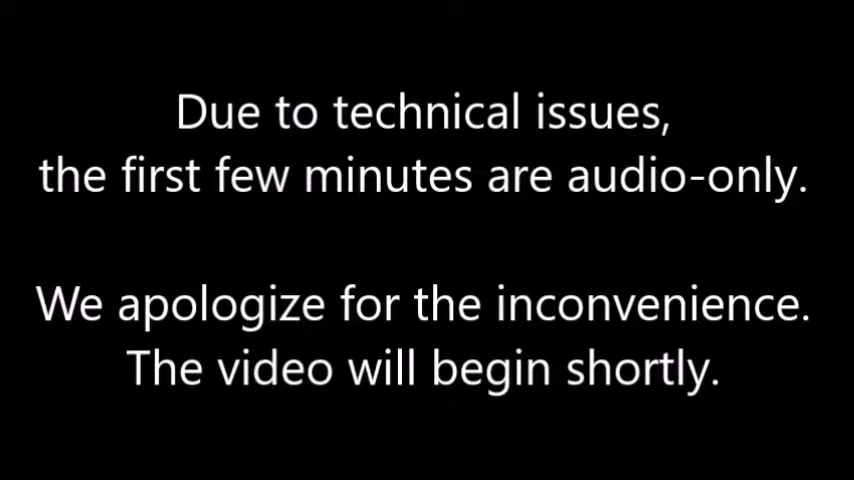 Due to technical issues,
the first few minutes are audio-only.
We apologize for the inconvenience.
The video will begin shortly.